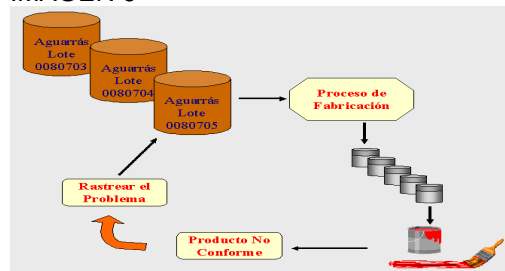 Aguarrás
Lote
0080703
Aguarrás
Lote
0080704
Aguarrás
Lote
0080705
Proceso de
Fabricación
Rastrear el
Problema
Producto No
Conforme